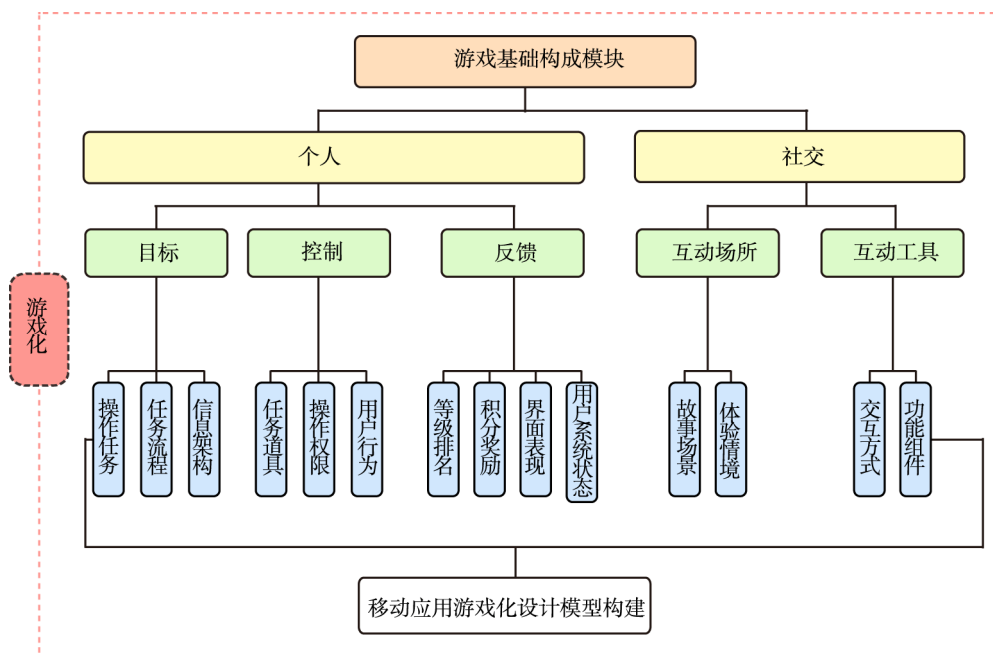 游戏基础构成模块
个人
社交
目标
控制
反馈
互动场所
互动工具
游戏化
操作任务
任务流程
信息架构
任务道具
操作权限
用户行为
等级排名
积分奖励
界面表现
用户系统状态
故事场景
体验情境
交互方式
功能组件
移动应用游戏化设计模型构建